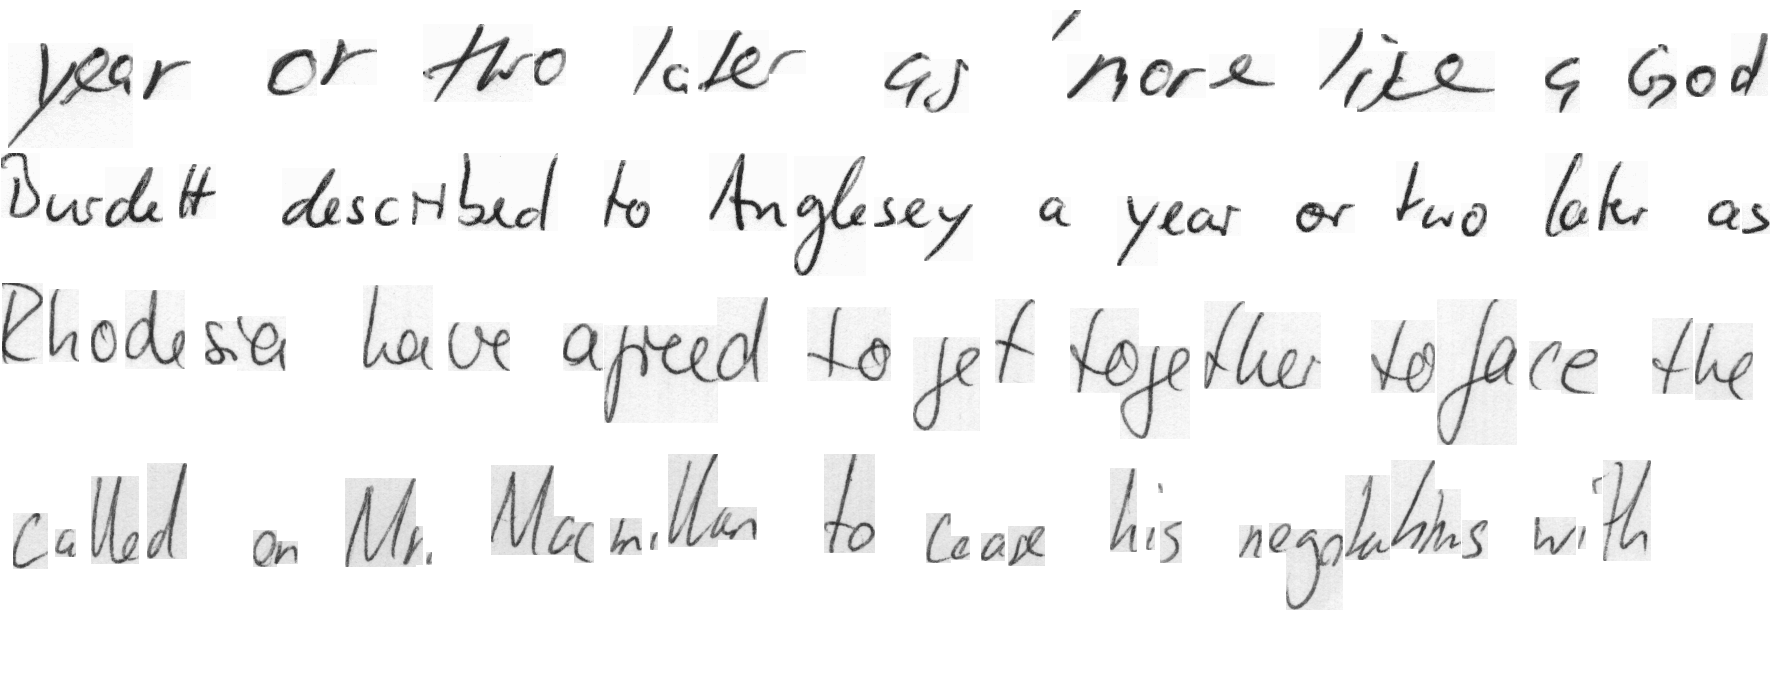 year or two later as 'more like a God
Burdett described to Anglesey a year or two later as
Rhodesia have agreed to get together to face the
called on Mr. Macmillan to cease his negotiations with